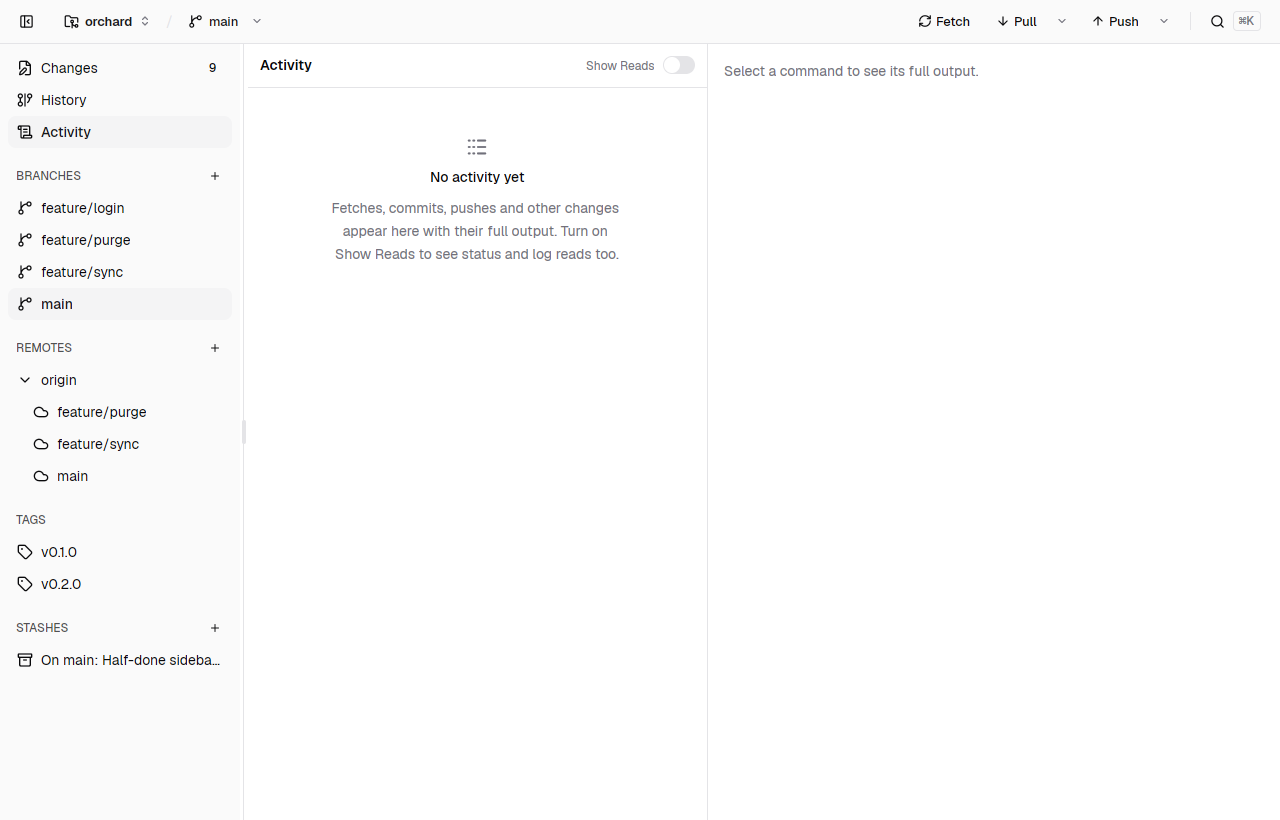 orchard / main
Fetch
Pull
Push
⌘K
Changes 9
History
Activity
BRANCHES
feature/login
feature/purge
feature/sync
main
REMOTES
origin
feature/purge
feature/sync
main
TAGS
v0.1.0
v0.2.0
STASHES
On main: Half-done sideba...
Activity
Show Reads
No activity yet
Fetches, commits, pushes and other changes
appear here with their full output. Turn on
Show Reads to see status and log reads too.
Select a command to see its full output.